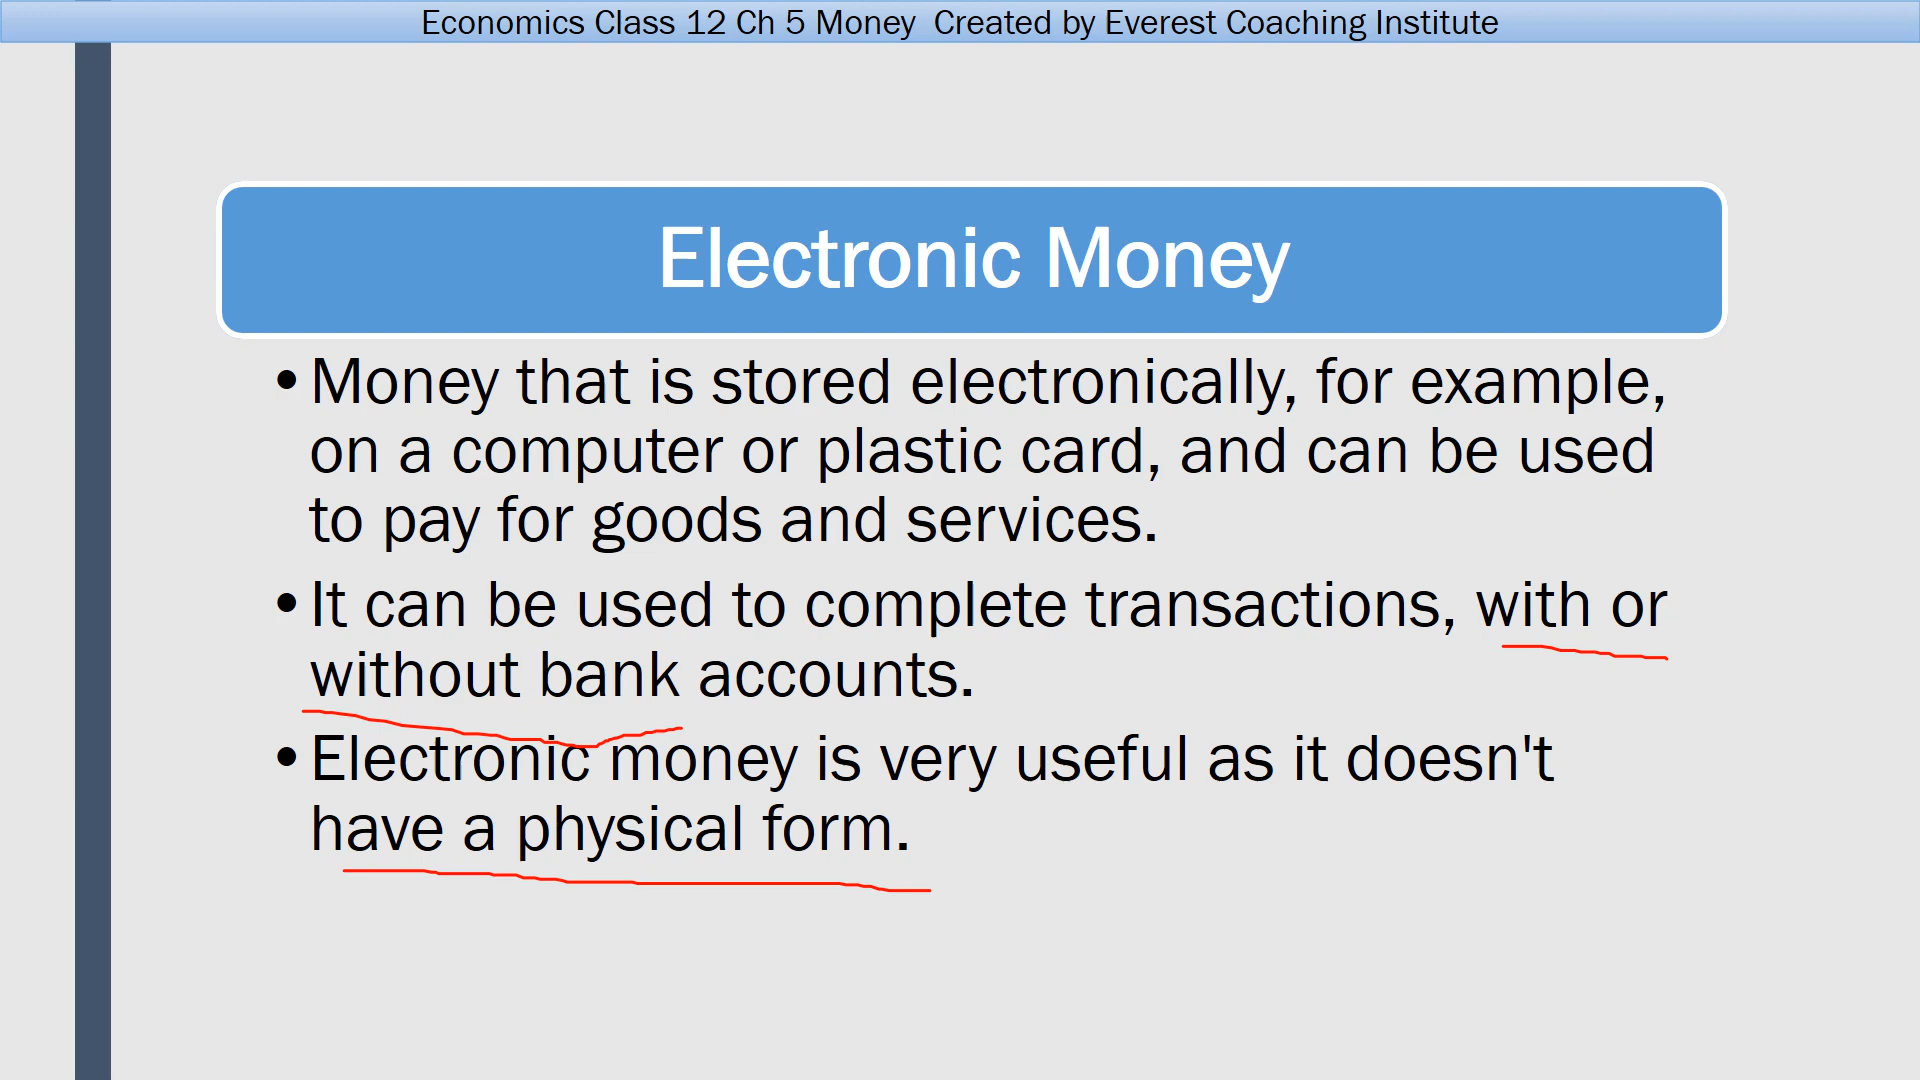 Economics Class 12 Ch 5 Money  Created by Everest Coaching Institute
Electronic Money
•Money that is stored electronically, for example,
on a computer or plastic card, and can be used
to pay for goods and services.
•It can be used to complete transactions, with or
without bank accounts.
•Electronic money is very useful as it doesn't
have a physical form.